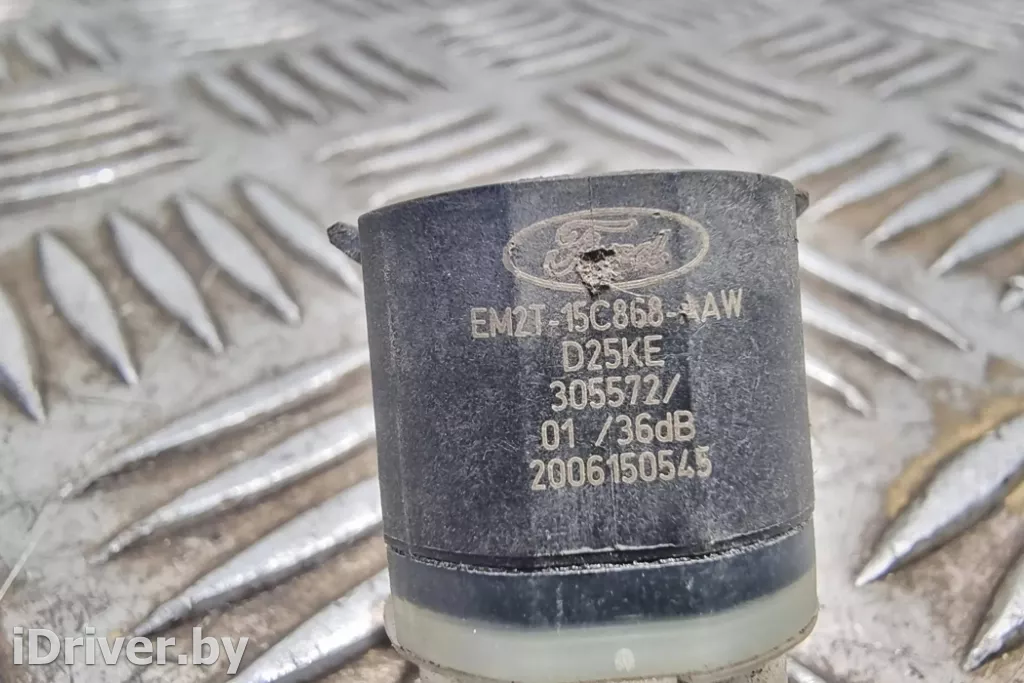 Ford
EM2T-15C868-AAW
D25KE
305572/
01 /36dB
2006150545
iDriver.by